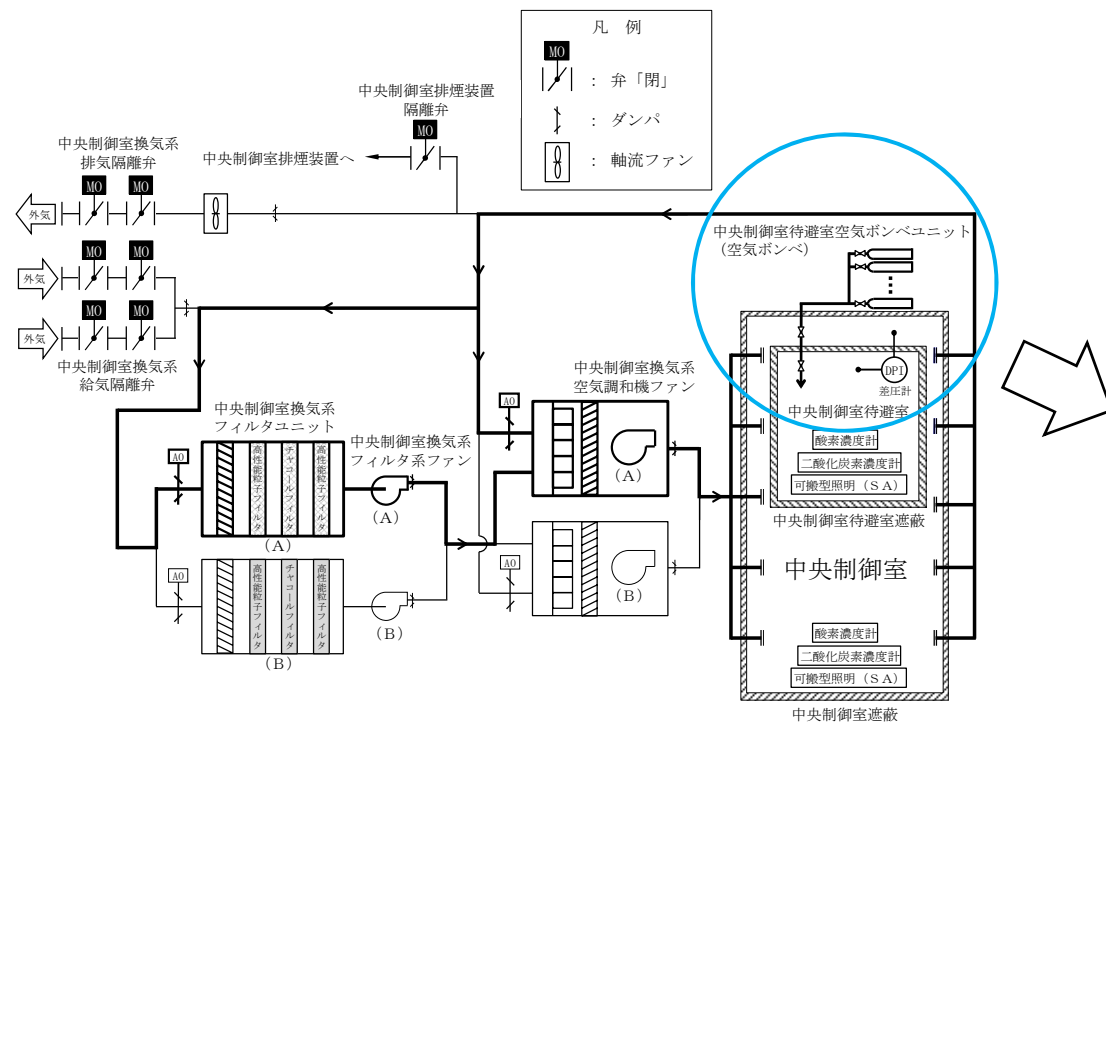 凡 例
MO
： 弁「閉」
： ダンパ
： 軸流ファン
中央制御室排煙装置
隔離弁
MO
中央制御室排煙装置へ
中央制御室換気系
排気隔離弁
MO
MO
外気
MO
MO
外気
MO
MO
外気
中央制御室換気系
給気隔離弁
中央制御室換気系
フィルタユニット
AO
高性能粒子フィルタ
チャコールフィルタ
高性能粒子フィルタ
（A）
中央制御室換気系
フィルタ系ファン
（A）
AO
高性能粒子フィルタ
チャコールフィルタ
高性能粒子フィルタ
（B）
（B）
中央制御室換気系
空気調和機ファン
AO
（A）
AO
（B）
中央制御室待避室空気ボンベユニット
（空気ボンベ）
DPI
差圧計
中央制御室待避室
酸素濃度計
二酸化炭素濃度計
可搬型照明（ＳＡ）
中央制御室待避室遮蔽
中央制御室
酸素濃度計
二酸化炭素濃度計
可搬型照明（ＳＡ）
中央制御室遮蔽